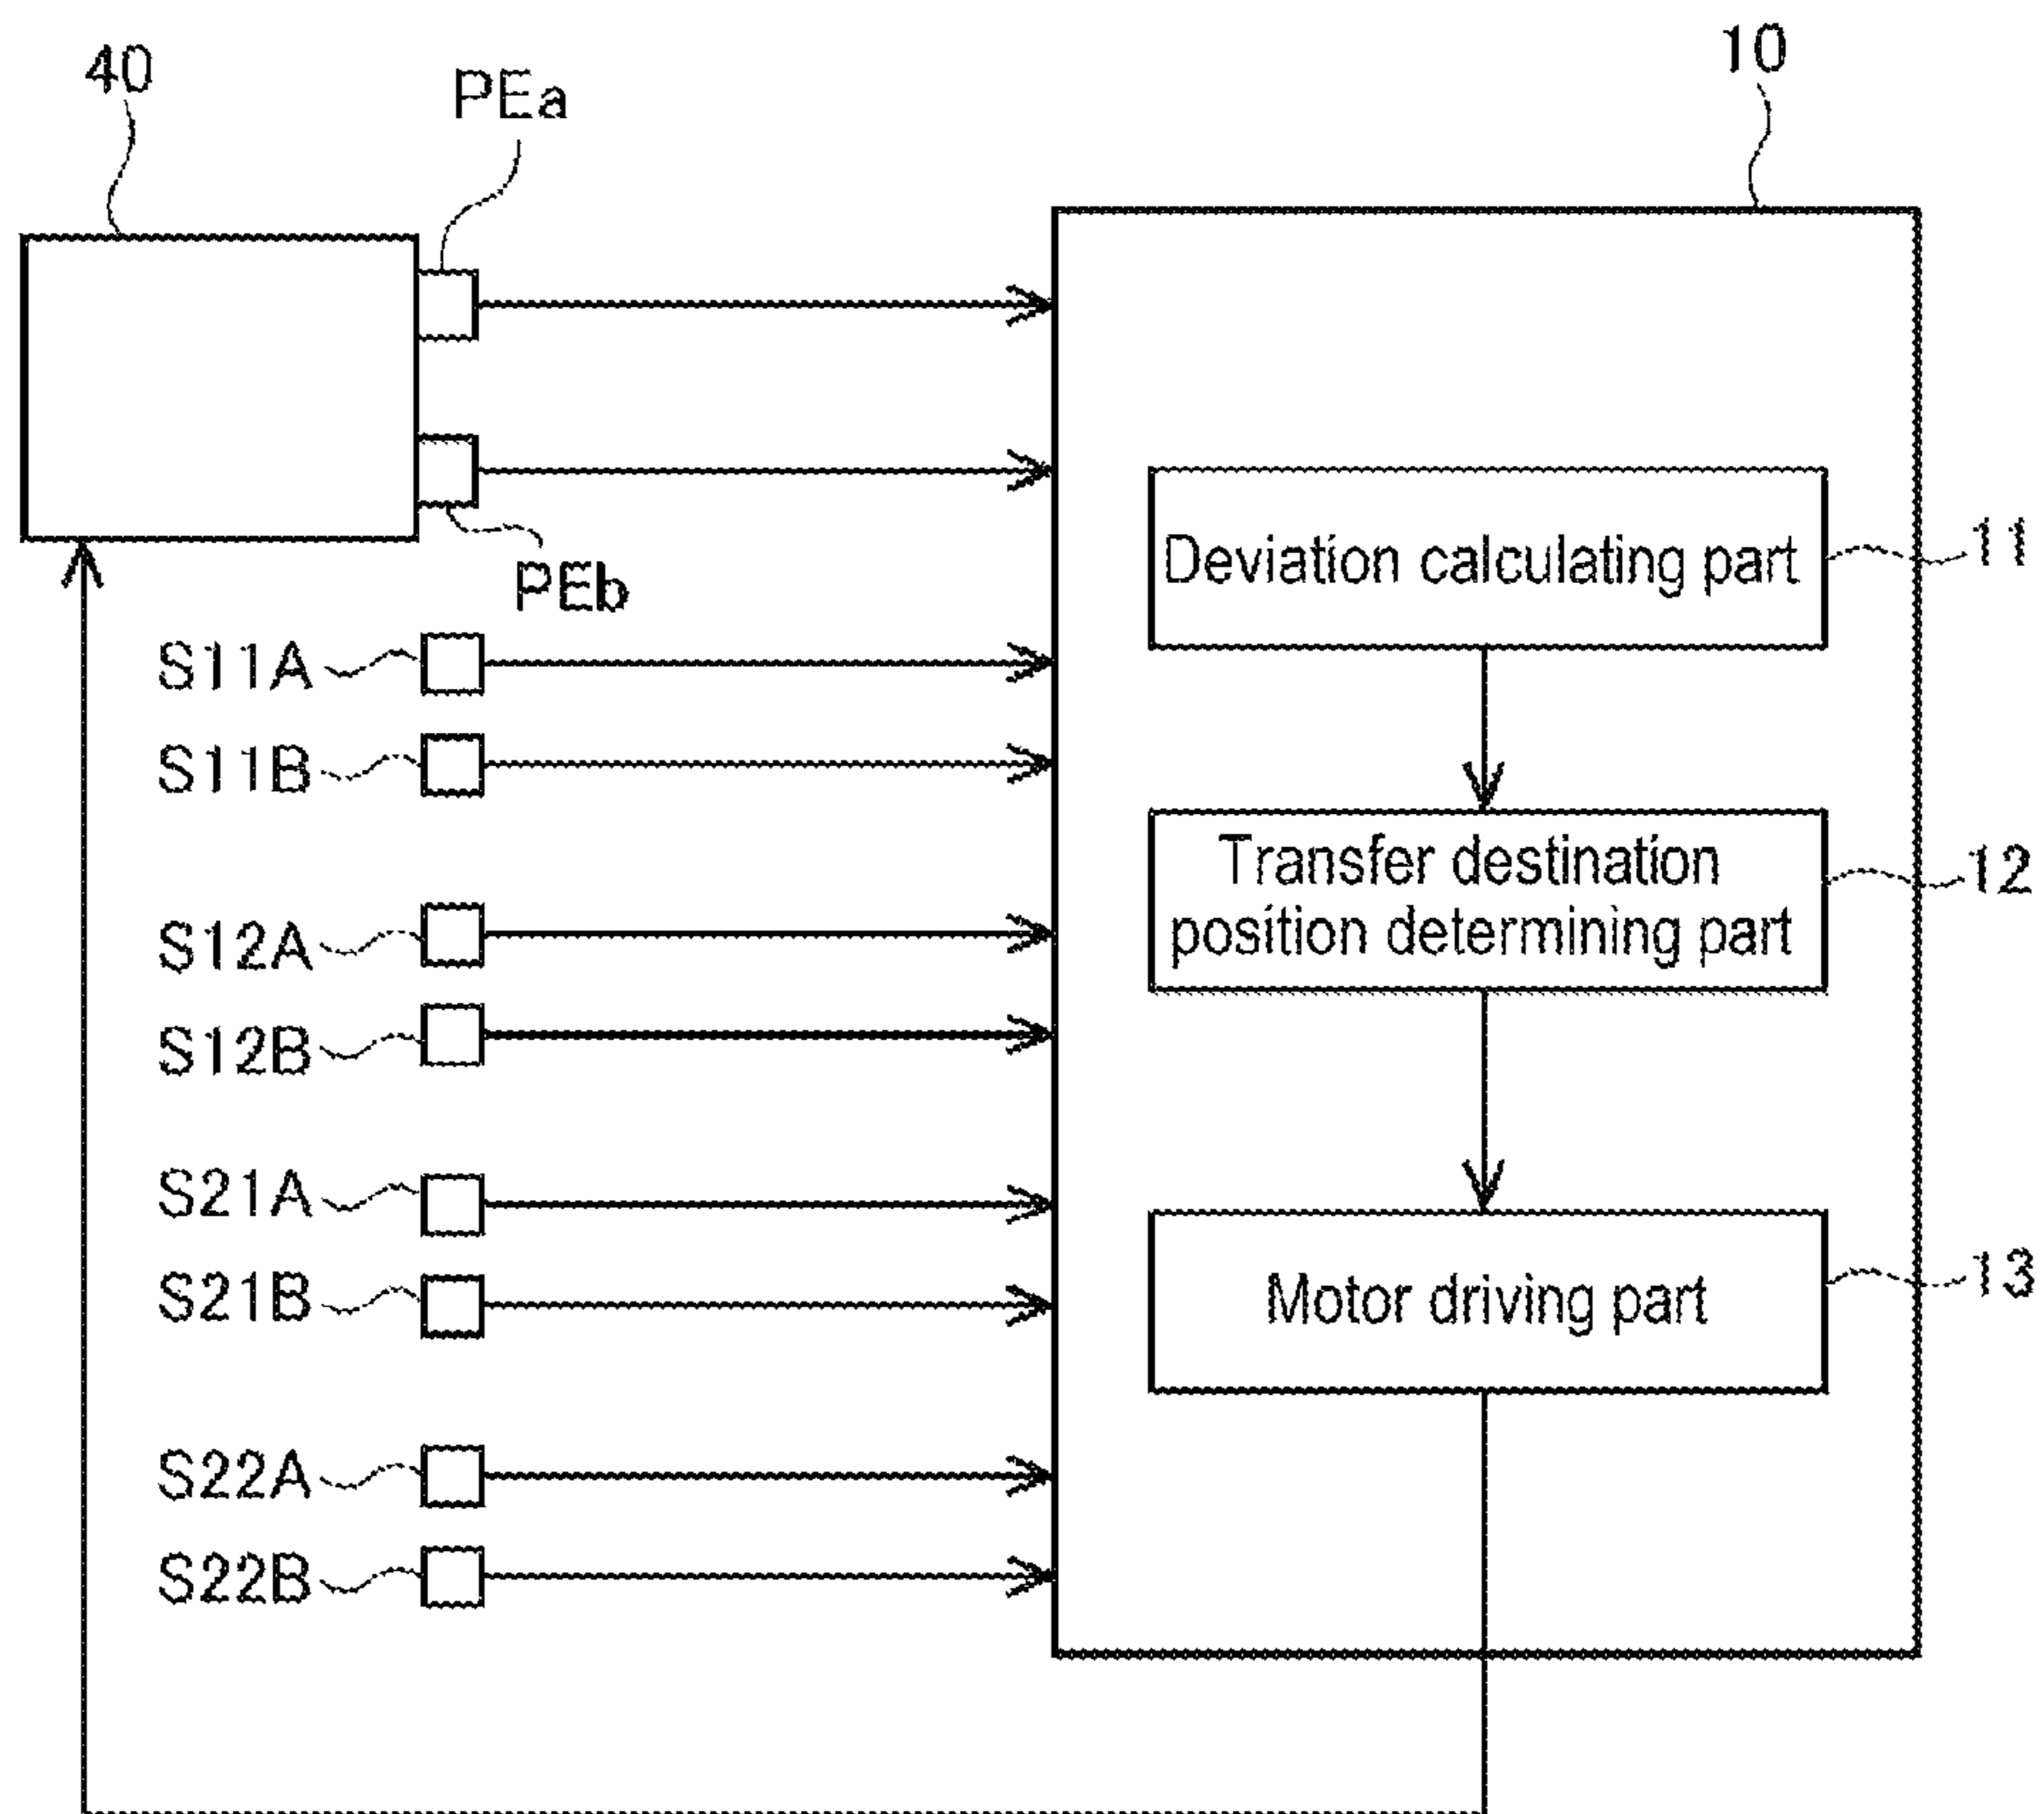 40
PEa
10
PEb
Deviation calculating part
11
S11A
S11B
Transfer destination
position determining part
12
S12A
S12B
S21A
S21B
Motor driving part
13
S22A
S22B